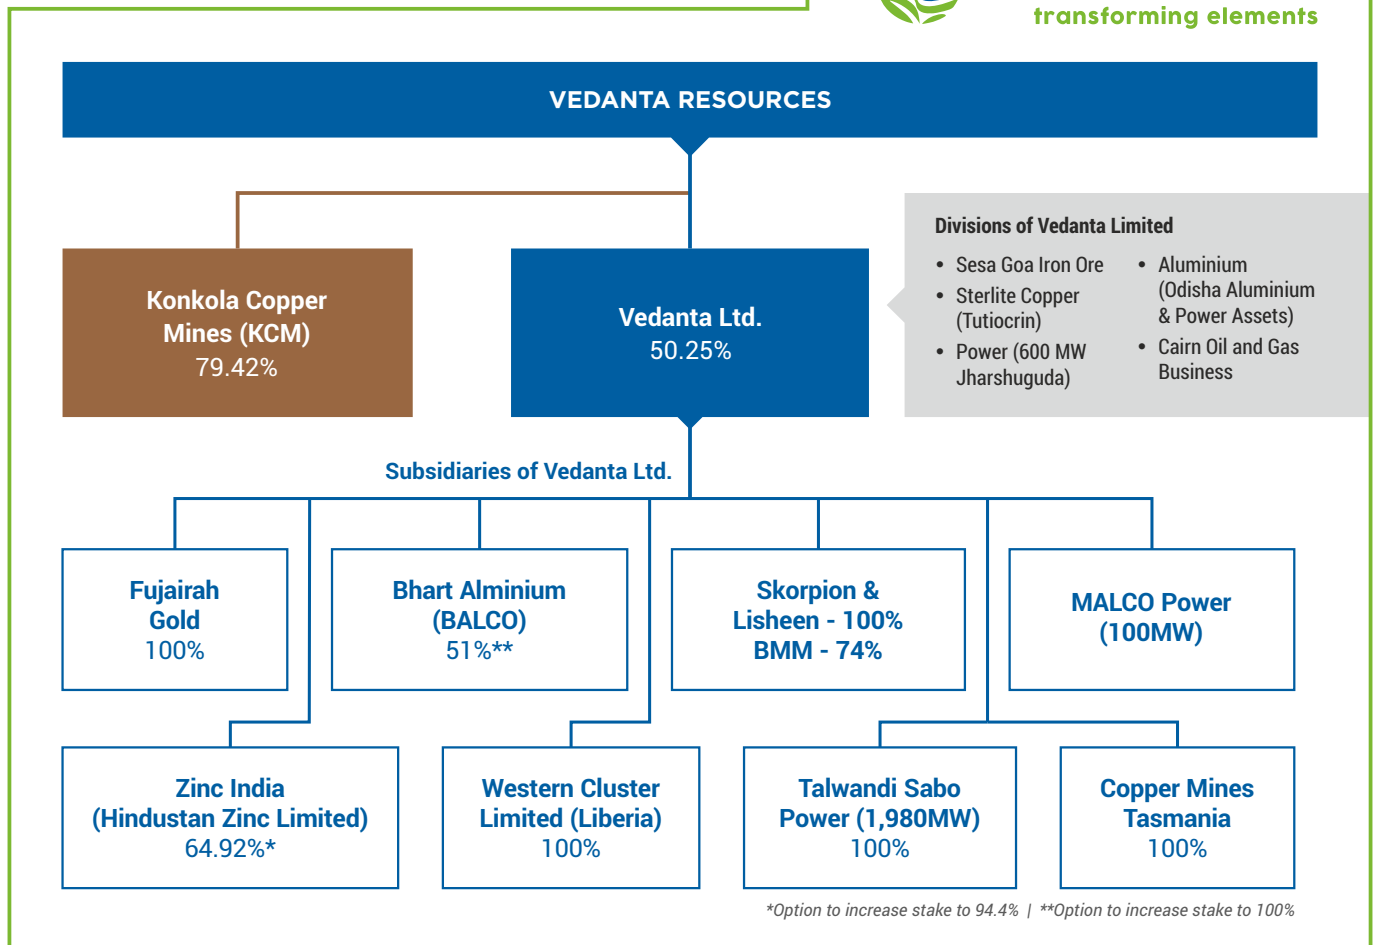 transforming elements
VEDANTA RESOURCES
Konkola Copper
Mines (KCM)
79.42%
Vedanta Ltd.
50.25%
Divisions of Vedanta Limited
• Sesa Goa Iron Ore
• Sterlite Copper
(Tutiocrin)
• Power (600 MW
Jharshuguda)
• Aluminium
(Odisha Aluminium
& Power Assets)
• Cairn Oil and Gas
Business
Subsidiaries of Vedanta Ltd.
Fujairah
Gold
100%
Bhart Alminium
(BALCO)
51%**
Skorpion &
Lisheen - 100%
BMM - 74%
MALCO Power
(100MW)
Zinc India
(Hindustan Zinc Limited)
64.92%*
Western Cluster
Limited (Liberia)
100%
Talwandi Sabo
Power (1,980MW)
100%
Copper Mines
Tasmania
100%
*Option to increase stake to 94.4% | **Option to increase stake to 100%